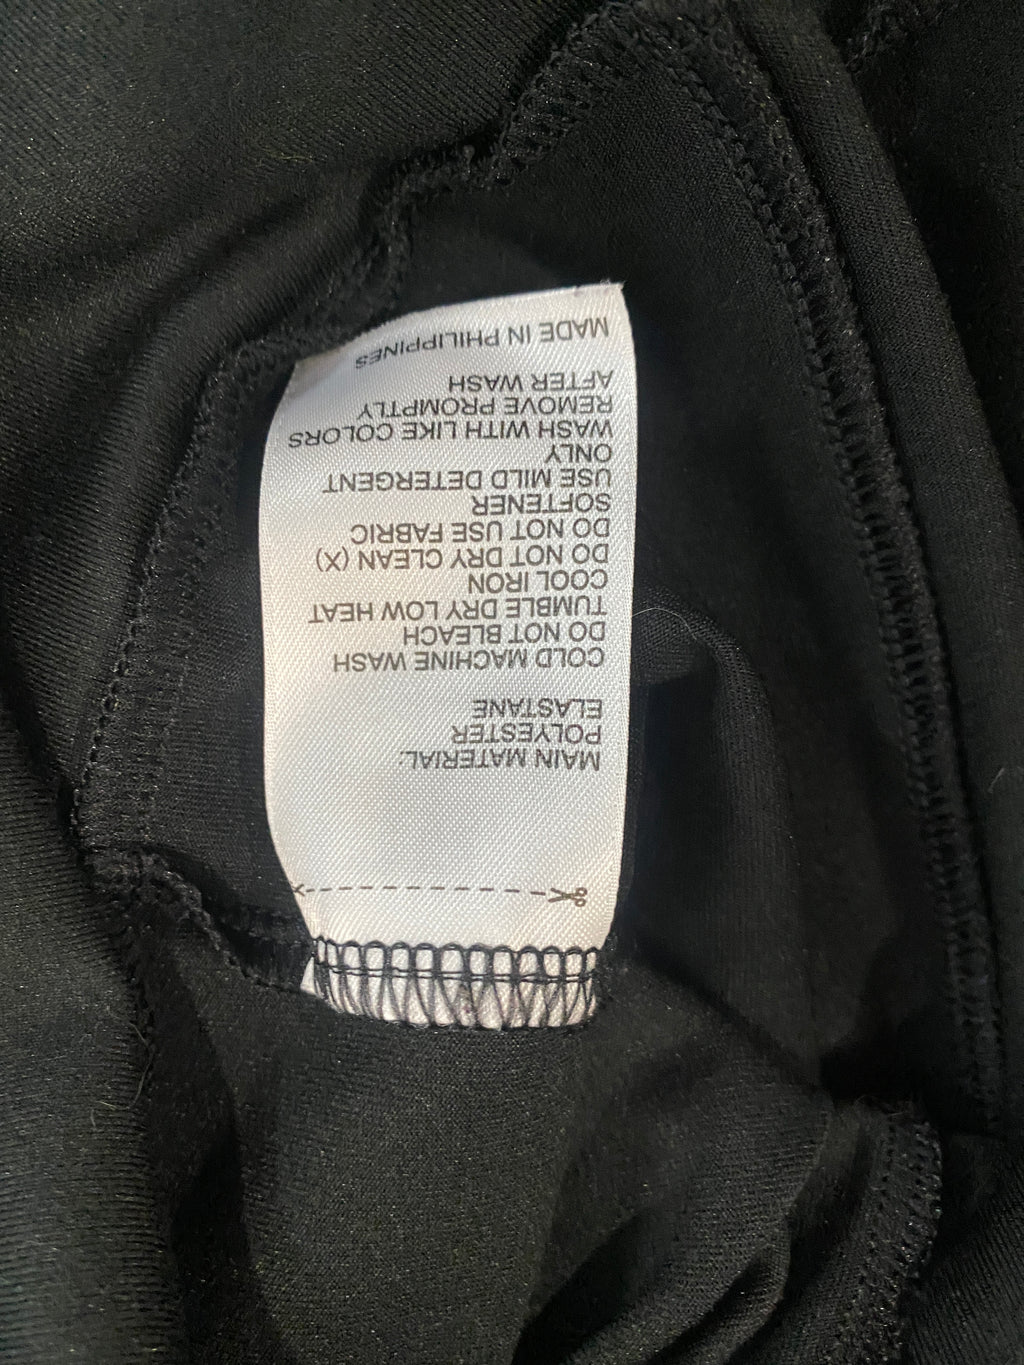 MAIN MATERIAL:
POLYESTER
ELASTANE
COLD MACHINE WASH
DO NOT BLEACH
TUMBLE DRY LOW HEAT
COOL IRON
DO NOT DRY CLEAN (X)
DO NOT USE FABRIC
SOFTENER
USE MILD DETERGENT
ONLY
WASH WITH LIKE COLORS
REMOVE PROMPTLY
AFTER WASH
MADE IN PHILIPPINES